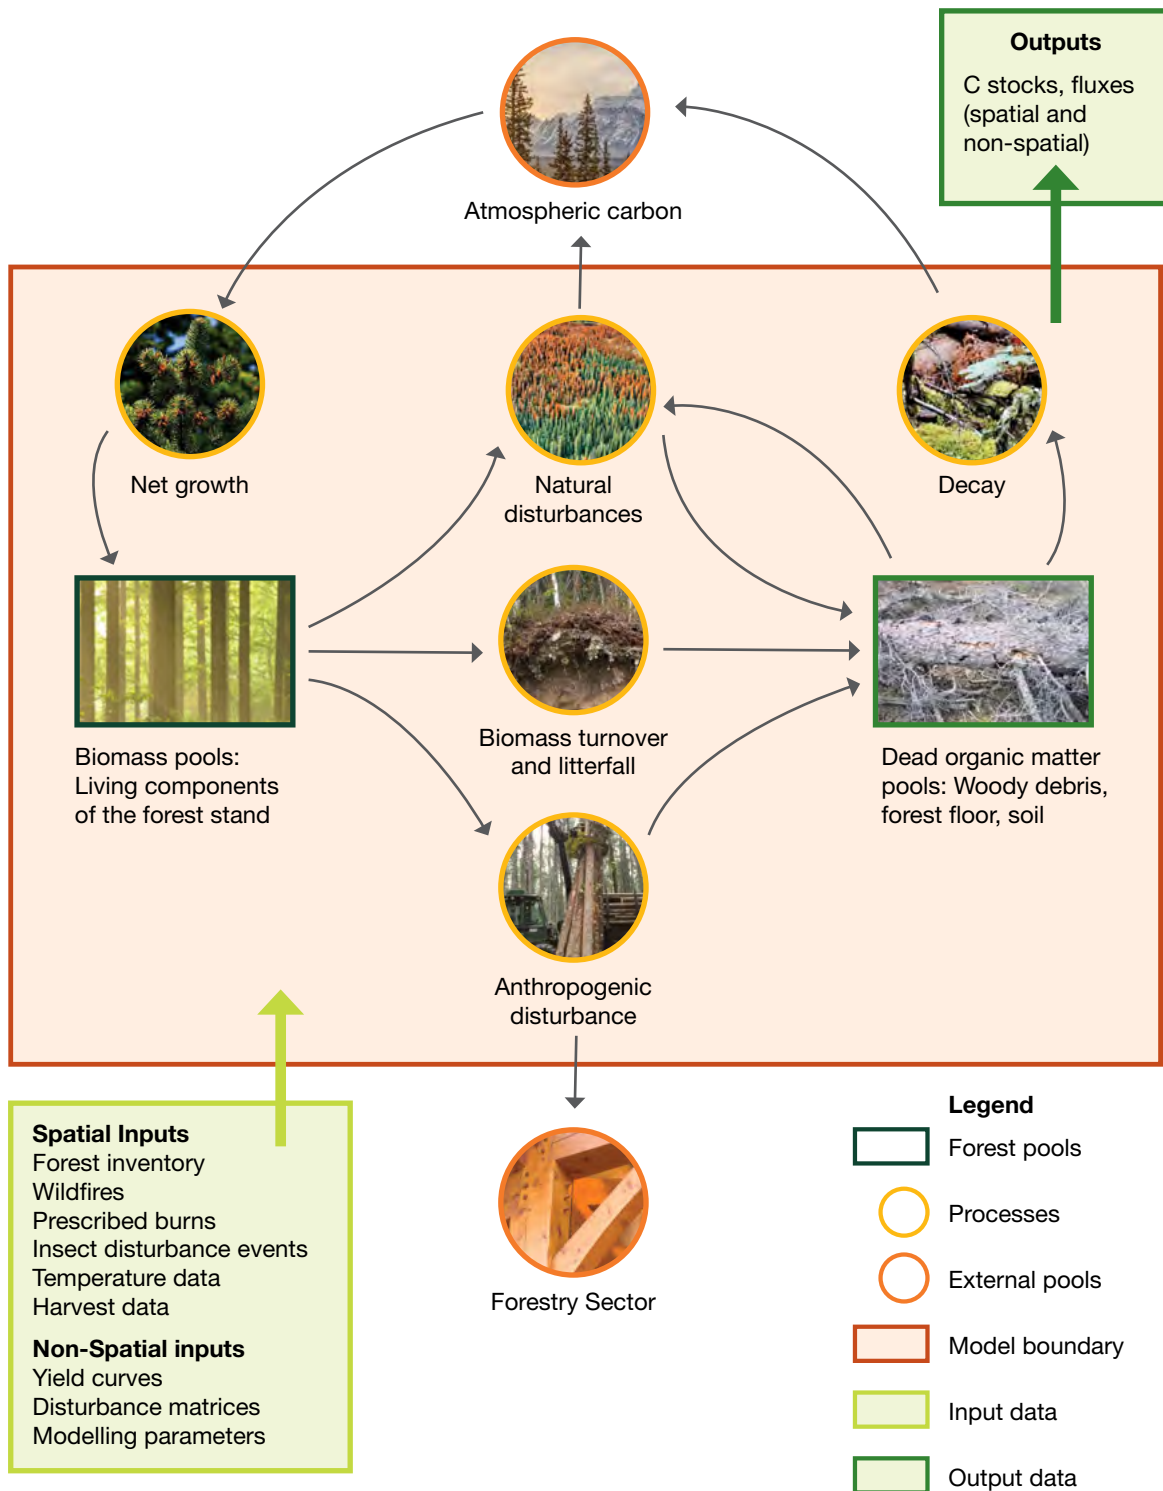 Outputs
C stocks, fluxes
(spatial and
non-spatial)
Atmospheric carbon
Net growth
Natural
disturbances
Decay
Biomass pools:
Living components
of the forest stand
Biomass turnover
and litterfall
Dead organic matter
pools: Woody debris,
forest floor, soil
Anthropogenic
disturbance
Spatial Inputs
Forest inventory
Wildfires
Prescribed burns
Insect disturbance events
Temperature data
Harvest data
Non-Spatial inputs
Yield curves
Disturbance matrices
Modelling parameters
Forestry Sector
Legend
Forest pools
Processes
External pools
Model boundary
Input data
Output data